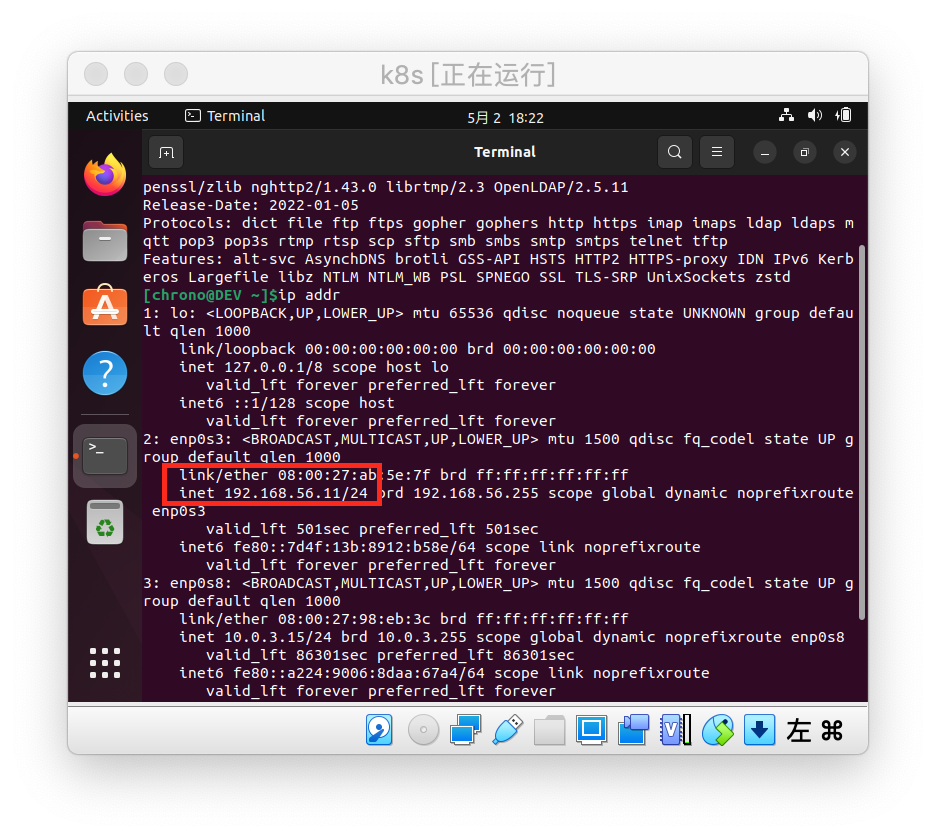 k8s [正在运行]
Activities
Terminal
5月 2 18:22
Terminal
penssl/zlib nghttp2/1.43.0 librtmp/2.3 OpenLDAP/2.5.11
Release-Date: 2022-01-05
Protocols: dict file ftp ftps gopher gophers http https imap imaps ldap ldaps m
qtt pop3 pop3s rtmp rtsp scp sftp smb smbs smtp smtps telnet tftp
Features: alt-svc AsynchDNS brotli GSS-API HSTS HTTP2 HTTPS-proxy IDN IPv6 Kerb
eros Largefile libz NTLM NTLM_WB PSL SPNEGO SSL TLS-SRP UnixSockets zstd
[chrono@DEV ~]$ip addr
1: lo: <LOOPBACK,UP,LOWER_UP> mtu 65536 qdisc noqueue state UNKNOWN group defau
lt qlen 1000
link/loopback 00:00:00:00:00:00 brd 00:00:00:00:00:00
inet 127.0.0.1/8 scope host lo
valid_lft forever preferred_lft forever
inet6 ::1/128 scope host
valid_lft forever preferred_lft forever
2: enp0s3: <BROADCAST,MULTICAST,UP,LOWER_UP> mtu 1500 qdisc fq_codel state UP g
roup default qlen 1000
link/ether 08:00:27:ab:5e:7f brd ff:ff:ff:ff:ff:ff
inet 192.168.56.11/24 brd 192.168.56.255 scope global dynamic noprefixroute
enp0s3
valid_lft 501sec preferred_lft 501sec
inet6 fe80::7d4f:13b:8912:b58e/64 scope link noprefixroute
valid_lft forever preferred_lft forever
3: enp0s8: <BROADCAST,MULTICAST,UP,LOWER_UP> mtu 1500 qdisc fq_codel state UP g
roup default qlen 1000
link/ether 08:00:27:98:eb:3c brd ff:ff:ff:ff:ff:ff
inet 10.0.3.15/24 brd 10.0.3.255 scope global dynamic noprefixroute enp0s8
valid_lft 86301sec preferred_lft 86301sec
inet6 fe80::a224:9006:8daa:67a4/64 scope link noprefixroute
valid_lft forever preferred_lft forever
左 ⌘